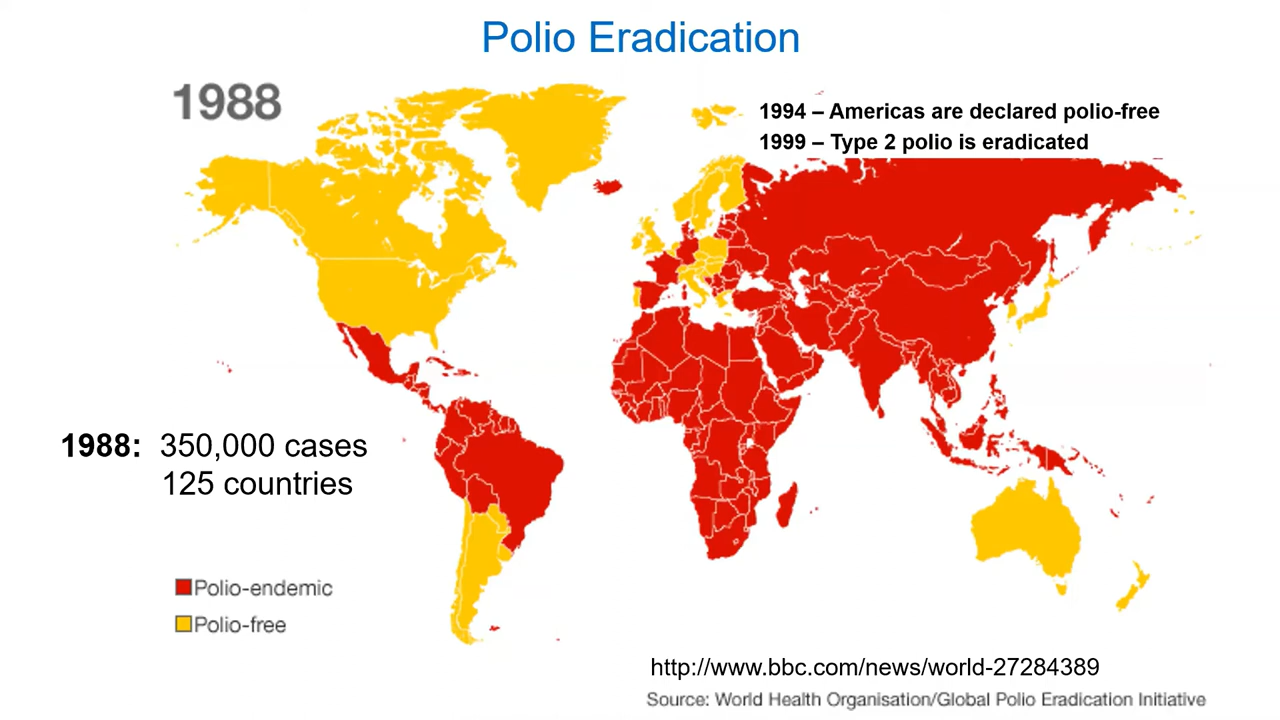 Polio Eradication
1988
1994 – Americas are declared polio-free
1999 – Type 2 polio is eradicated
1988: 350,000 cases
125 countries
Polio-endemic
Polio-free
http://www.bbc.com/news/world-27284389
Source: World Health Organisation/Global Polio Eradication Initiative